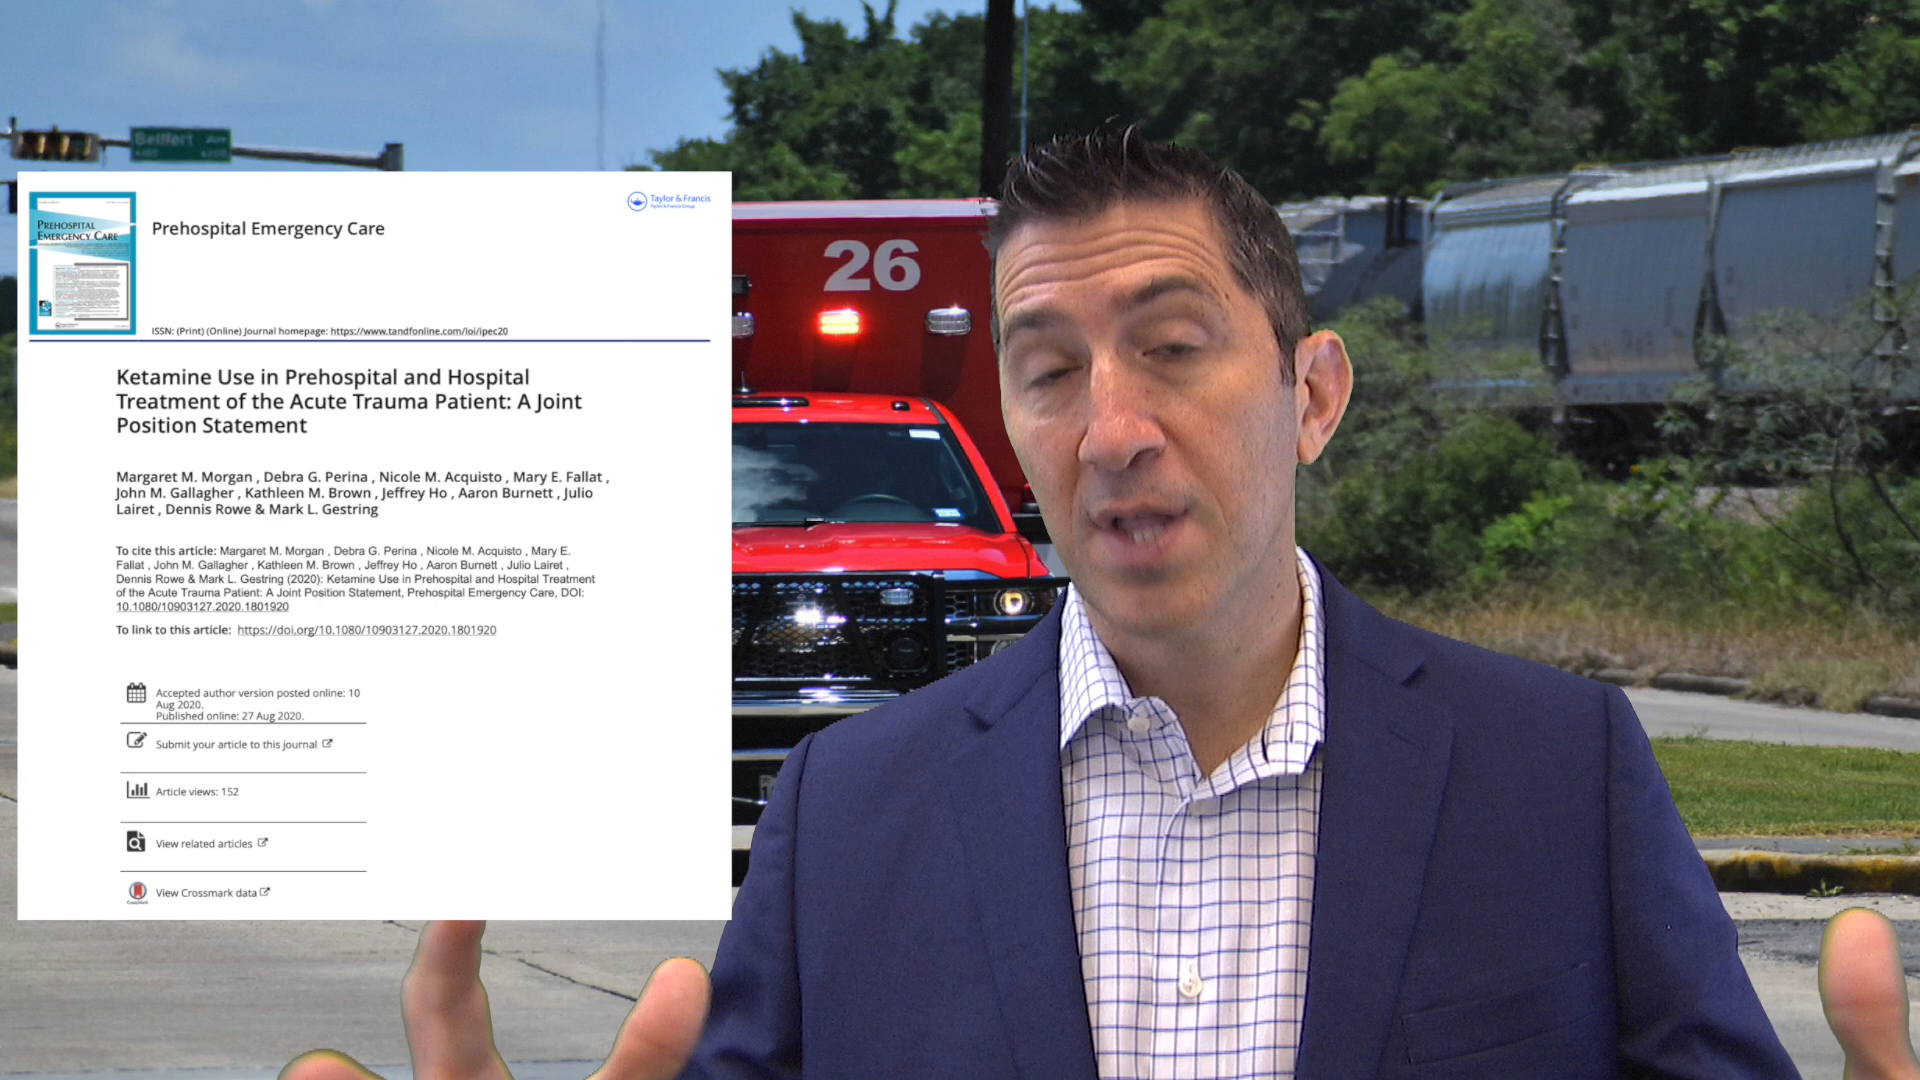 Bellfort Ave
PREHOSPITAL
EMERGENCY CARE
Prehospital Emergency Care
Taylor & Francis
Taylor & Francis Group
ISSN: (Print) (Online) Journal homepage: https://www.tandfonline.com/loi/ipec20
26
Ketamine Use in Prehospital and Hospital
Treatment of the Acute Trauma Patient: A Joint
Position Statement
Margaret M. Morgan , Debra G. Perina , Nicole M. Acquisto , Mary E. Fallat ,
John M. Gallagher , Kathleen M. Brown , Jeffrey Ho , Aaron Burnett , Julio
Lairet , Dennis Rowe & Mark L. Gestring
To cite this article: Margaret M. Morgan , Debra G. Perina , Nicole M. Acquisto , Mary E.
Fallat , John M. Gallagher , Kathleen M. Brown , Jeffrey Ho , Aaron Burnett , Julio Lairet ,
Dennis Rowe & Mark L. Gestring (2020): Ketamine Use in Prehospital and Hospital Treatment
of the Acute Trauma Patient: A Joint Position Statement, Prehospital Emergency Care, DOI:
10.1080/10903127.2020.1801920
To link to this article: https://doi.org/10.1080/10903127.2020.1801920
Accepted author version posted online: 10
Aug 2020.
Published online: 27 Aug 2020.
Submit your article to this journal
Article views: 152
View related articles
View Crossmark data
CrossMark